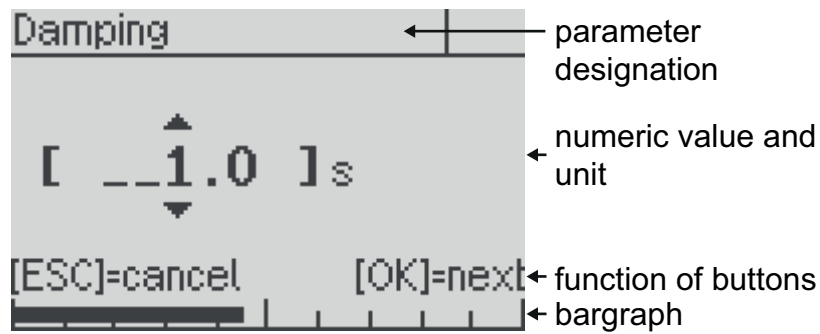 Damping
parameter
designation
[ __1.0 ]s
numeric value and
unit
[ESC]=cancel [OK]=next
function of buttons
bargraph